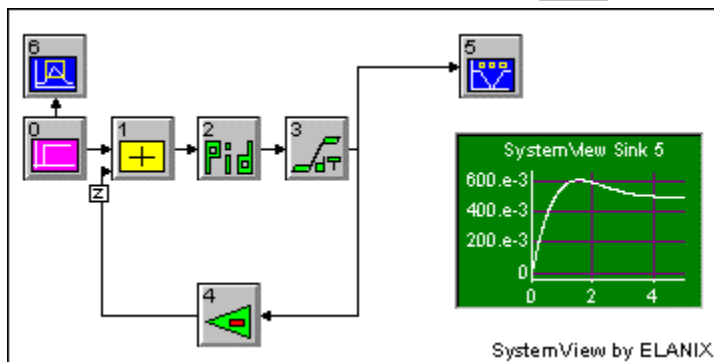 6
5
0
1
2
3
Pid
T
z
4
SystemView Sink 5
600.e-3
400.e-3
200.e-3
0
0 2 4
SystemView by ELANIX